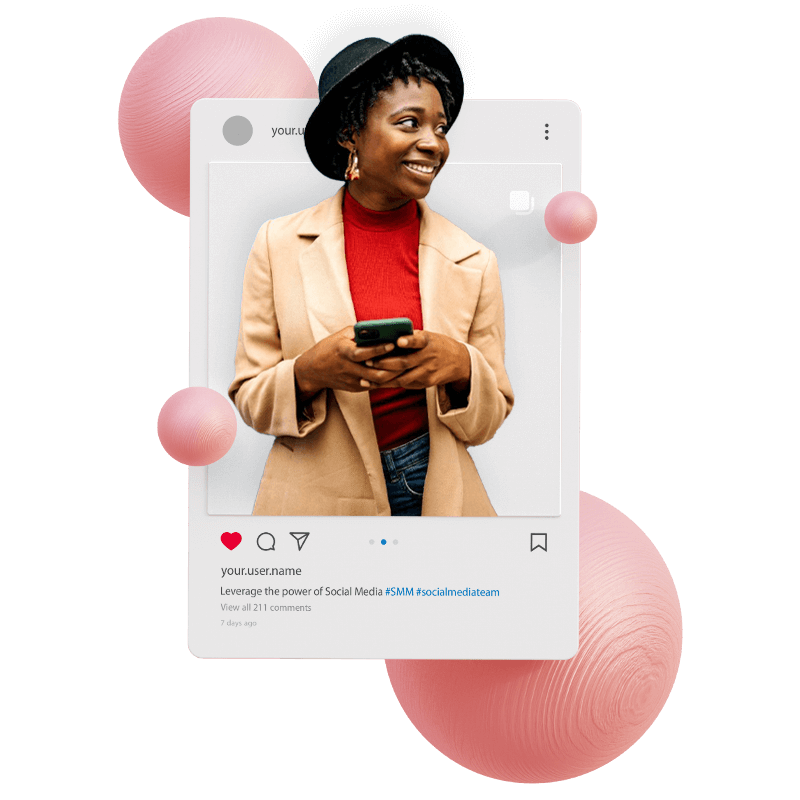 your.u
your.user.name
Leverage the power of Social Media #SMM #socialmediateam
View all 211 comments
7 days ago